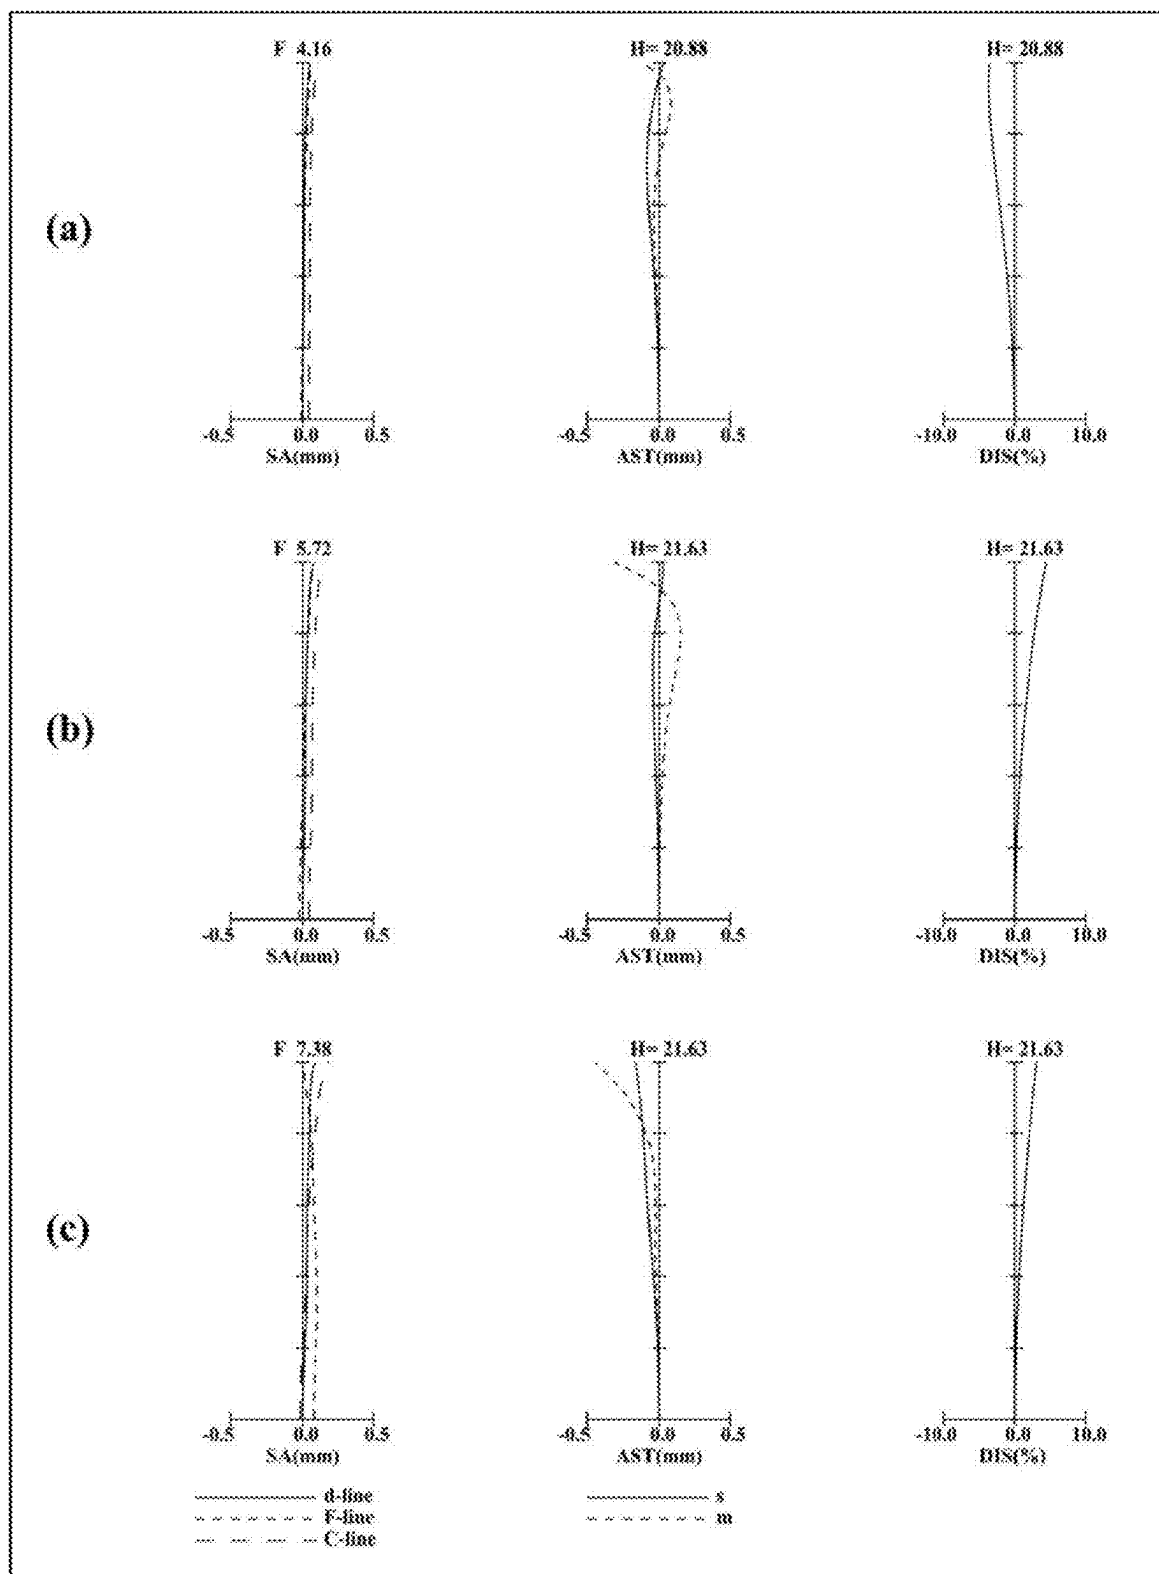 F 4.16 H= 20.88 H= 20.88
(a)
-0.5 0.0 0.5 -0.5 0.0 0.5 -10.0 0.0 10.0
SA(mm) AST(mm) DIS(%)
F 5.72 H= 21.63 H= 21.63
(b)
-0.5 0.0 0.5 -0.5 0.0 0.5 -10.0 0.0 10.0
SA(mm) AST(mm) DIS(%)
F 7.38 H= 21.63 H= 21.63
(c)
-0.5 0.0 0.5 -0.5 0.0 0.5 -10.0 0.0 10.0
SA(mm) AST(mm) DIS(%)
d-line s
F-line m
C-line